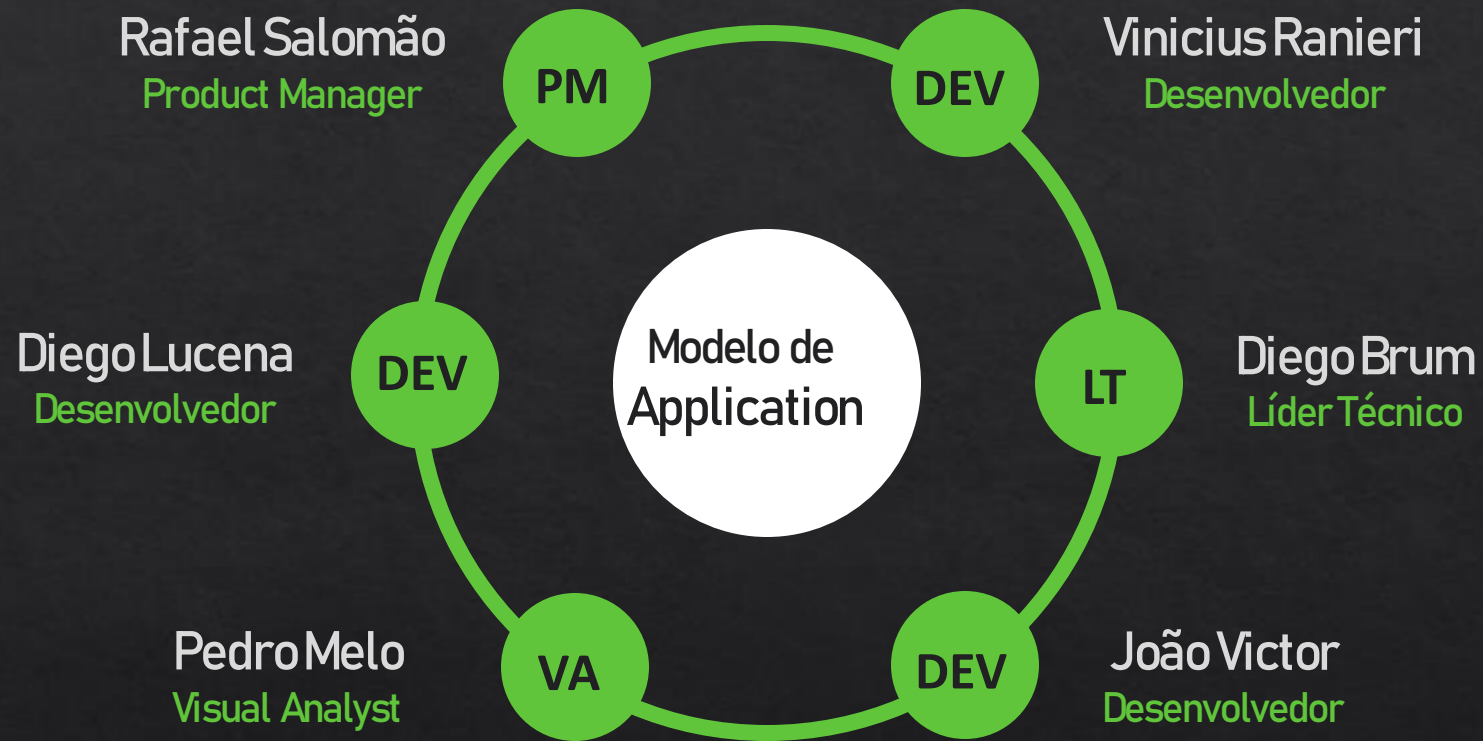 Rafael Salomão
Product Manager
PM
DEV
Vinicius Ranieri
Desenvolvedor
Diego Lucena
Desenvolvedor
DEV
Modelo de
Application
LT
Diego Brum
Líder Técnico
Pedro Melo
Visual Analyst
VA
DEV
João Victor
Desenvolvedor